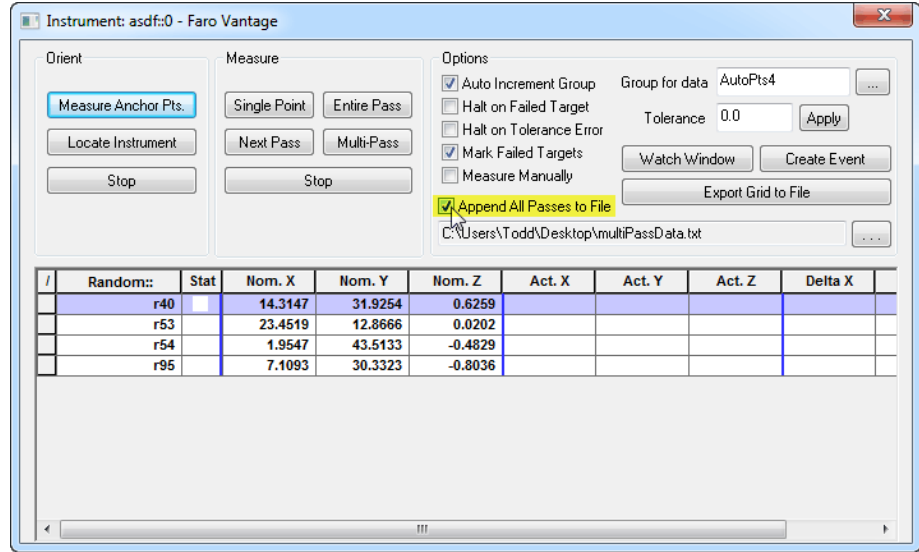 Instrument: asdf::0 - Faro Vantage
Orient
Measure Anchor Pts.
Locate Instrument
Stop
Measure
Single Point Entire Pass
Next Pass Multi-Pass
Stop
Options
Auto Increment Group
Halt on Failed Target
Halt on Tolerance Error
Mark Failed Targets
Measure Manually
Append All Passes to File
Group for data AutoPts4 ...
Tolerance 0.0 Apply
Watch Window Create Event
Export Grid to File
C:\Users\Todd\Desktop\multiPassData.txt ...
/ Random:: Stat Nom. X Nom. Y Nom. Z Act. X Act. Y Act. Z Delta X
r40 14.3147 31.9254 0.6259
r53 23.4519 12.8666 0.0202
r54 1.9547 43.5133 -0.4829
r95 7.1093 30.3323 -0.8036